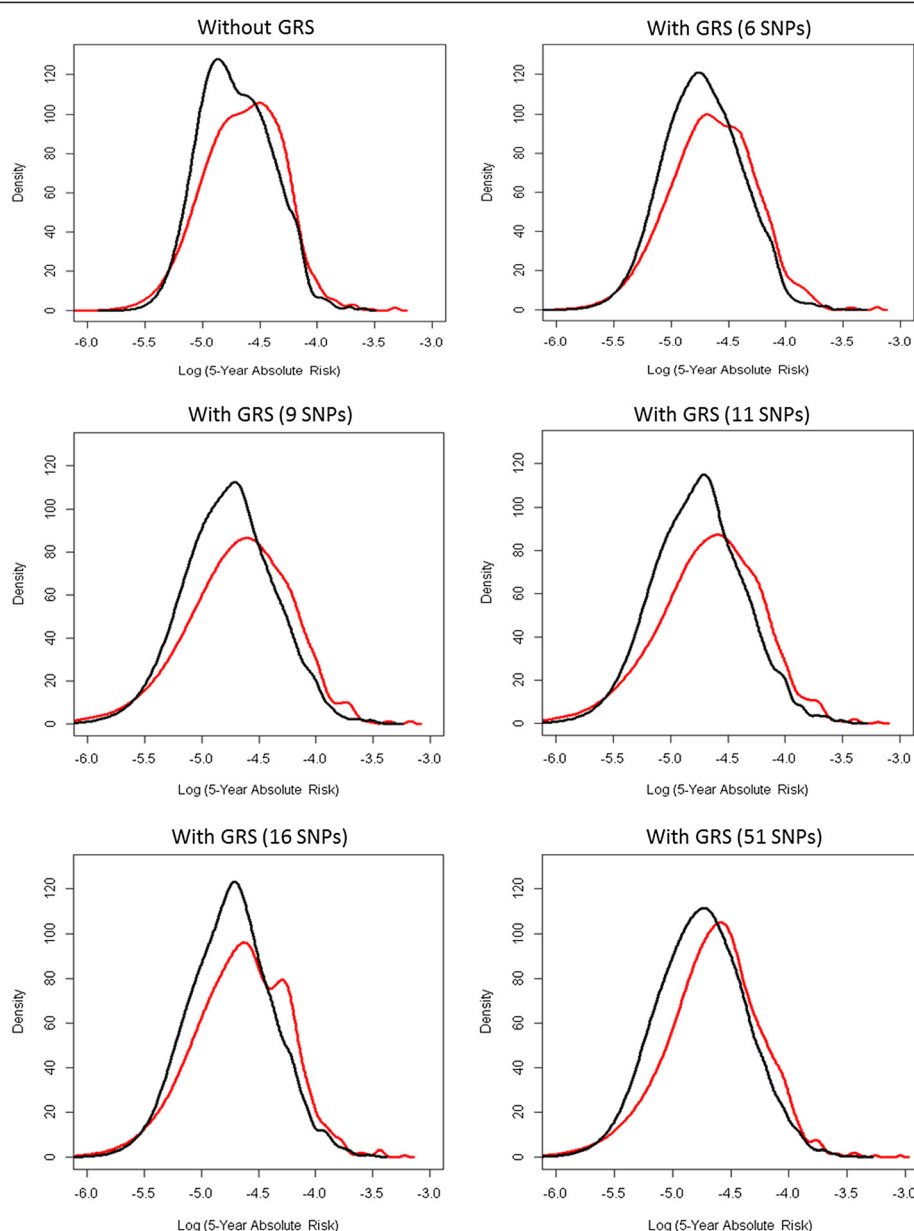 Without GRS
120
100
80
60
40
20
0
Density
-6.0 -5.5 -5.0 -4.5 -4.0 -3.5 -3.0
Log (5-Year Absolute Risk)
With GRS (6 SNPs)
120
100
80
60
40
20
0
Density
-6.0 -5.5 -5.0 -4.5 -4.0 -3.5 -3.0
Log (5-Year Absolute Risk)
With GRS (9 SNPs)
120
100
80
60
40
20
0
Density
-6.0 -5.5 -5.0 -4.5 -4.0 -3.5 -3.0
Log (5-Year Absolute Risk)
With GRS (11 SNPs)
120
100
80
60
40
20
0
Density
-6.0 -5.5 -5.0 -4.5 -4.0 -3.5 -3.0
Log (5-Year Absolute Risk)
With GRS (16 SNPs)
120
100
80
60
40
20
0
Density
-6.0 -5.5 -5.0 -4.5 -4.0 -3.5 -3.0
Log (5-Year Absolute Risk)
With GRS (51 SNPs)
120
100
80
60
40
20
0
Density
-6.0 -5.5 -5.0 -4.5 -4.0 -3.5 -3.0
Log (5-Year Absolute Risk)